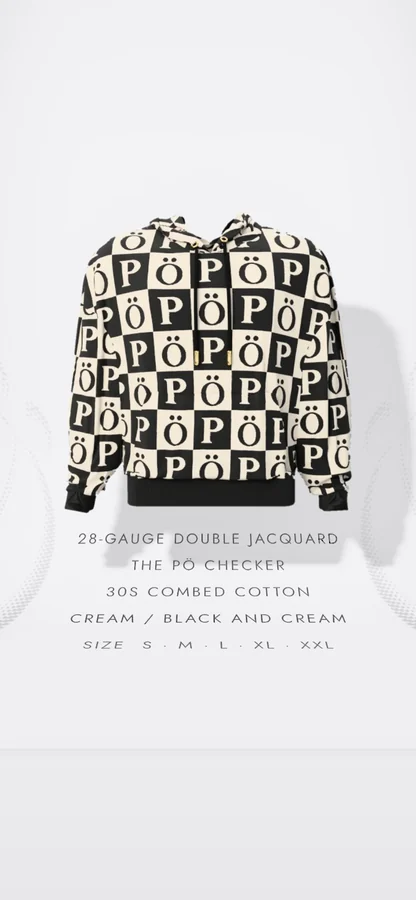 Ö P Ö P Ö
P Ö P Ö P Ö P
P Ö P Ö P Ö P
P Ö P Ö P Ö P
Ö P Ö P Ö P Ö
P Ö P Ö P Ö P
Ö P Ö P Ö P Ö
28-GAUGE DOUBLE JACQUARD
THE PÖ CHECKER
30S COMBED COTTON
CREAM / BLACK AND CREAM
SIZE S · M · L · XL · XXL